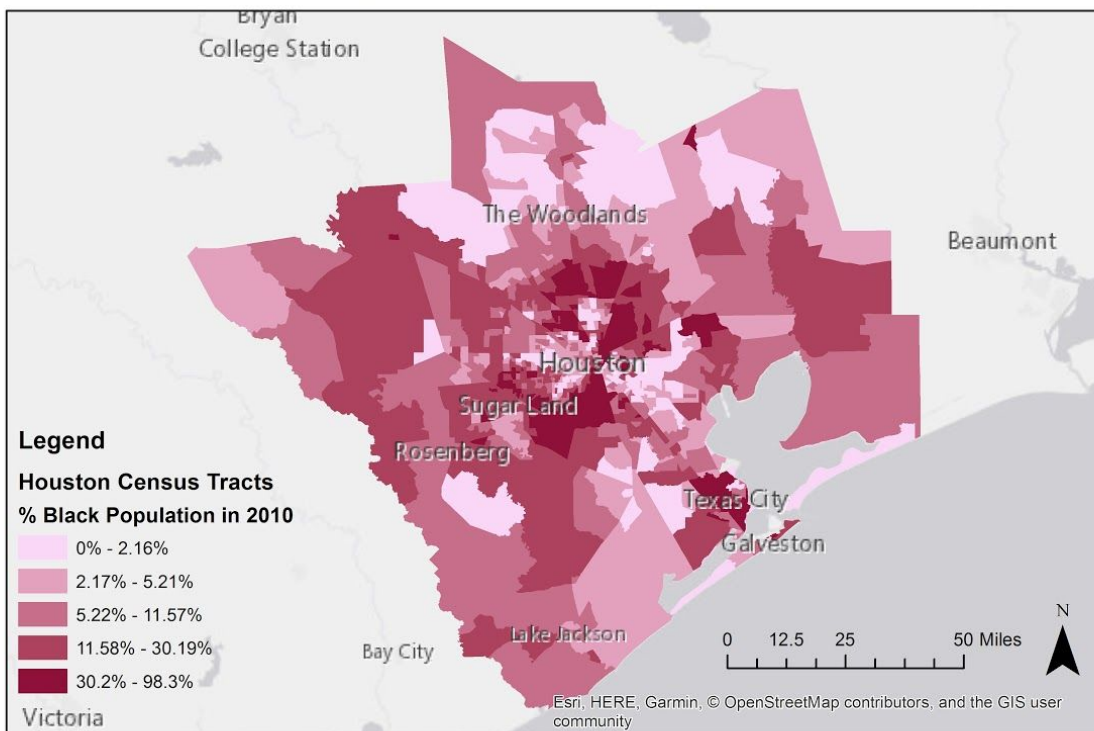 Bryan
College Station
The Woodlands
Beaumont
Houston
Sugar Land
Rosenberg
Texas City
Galveston
Lake Jackson
Bay City
Victoria
Legend
Houston Census Tracts
% Black Population in 2010
0% - 2.16%
2.17% - 5.21%
5.22% - 11.57%
11.58% - 30.19%
30.2% - 98.3%
N
0 12.5 25 50 Miles
Esri, HERE, Garmin, © OpenStreetMap contributors, and the GIS user
community